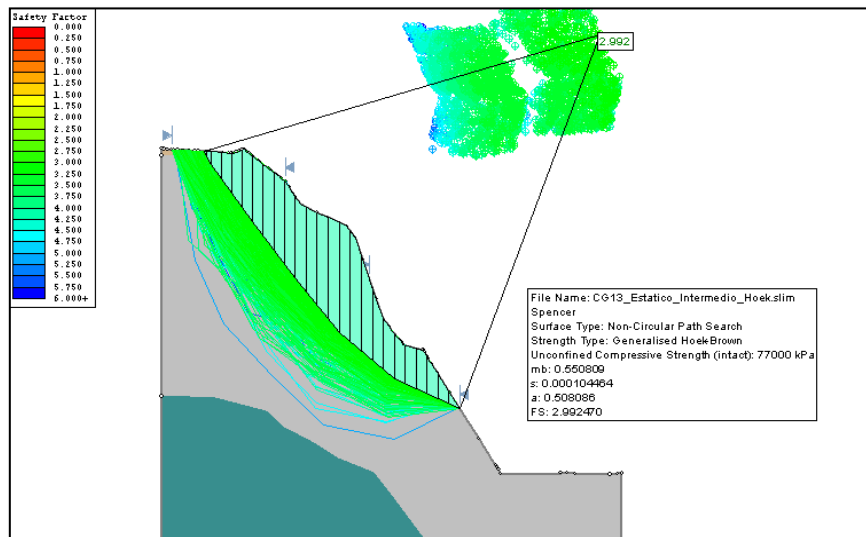 Safety Factor
0.000
0.250
0.500
0.750
1.000
1.250
1.500
1.750
2.000
2.250
2.500
2.750
3.000
3.250
3.500
3.750
4.000
4.250
4.500
4.750
5.000
5.250
5.500
5.750
6.000+
2.992
File Name: CG13_Estatico_Intermedio_Hoek.slim
Spencer
Surface Type: Non-Circular Path Search
Strength Type: Generalised Hoek-Brown
Unconfined Compressive Strength (intact): 77000 kPa
mb: 0.550809
s: 0.000104464
a: 0.508086
FS: 2.992470